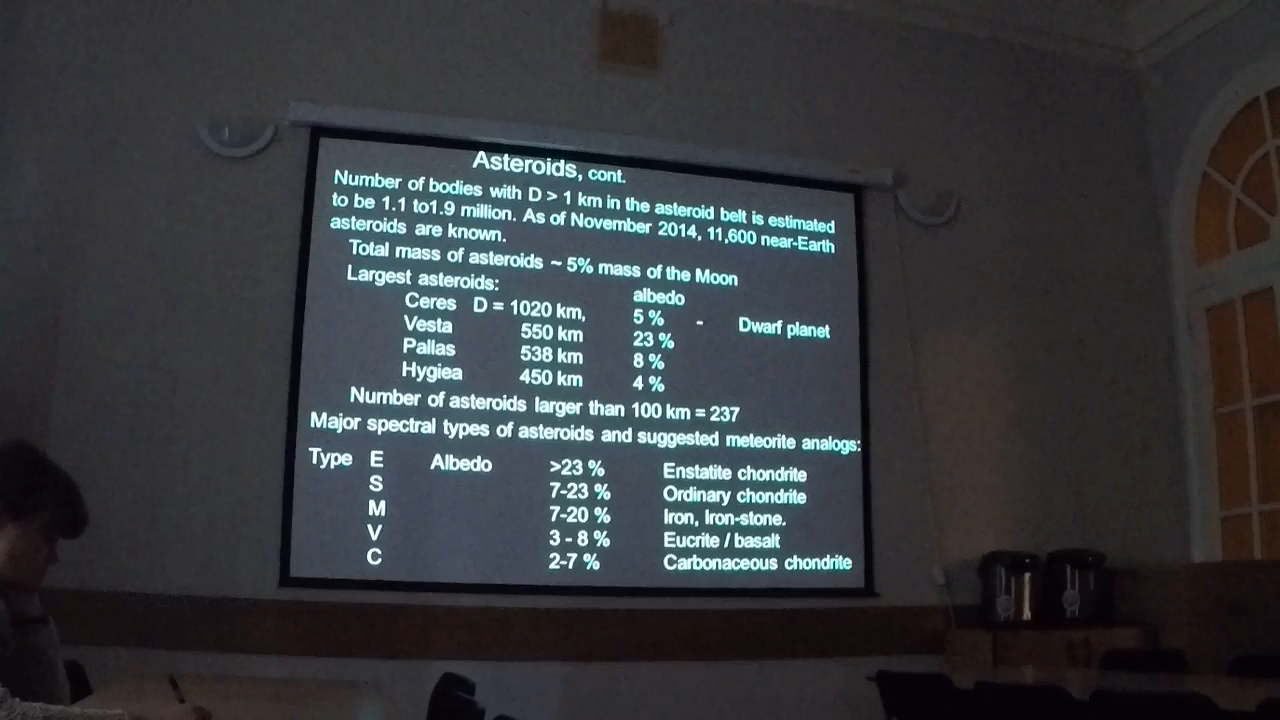 Asteroids, cont.
Number of bodies with D > 1 km in the asteroid belt is estimated
to be 1.1 to1.9 million. As of November 2014, 11,600 near-Earth
asteroids are known.
Total mass of asteroids ~ 5% mass of the Moon
Largest asteroids: albedo
Ceres D = 1020 km, 5 % - Dwarf planet
Vesta 550 km 23 %
Pallas 538 km 8 %
Hygiea 450 km 4 %
Number of asteroids larger than 100 km = 237
Major spectral types of asteroids and suggested meteorite analogs:
Type E Albedo >23 % Enstatite chondrite
S 7-23 % Ordinary chondrite
M 7-20 % Iron, Iron-stone.
V 3 - 8 % Eucrite / basalt
C 2-7 % Carbonaceous chondrite